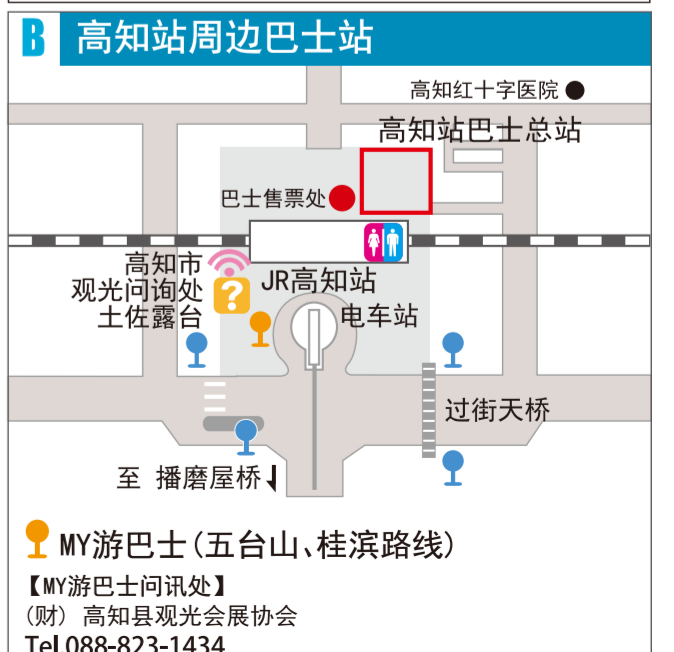 B 高知站周边巴士站
高知红十字医院
高知站巴士总站
巴士售票处
高知市
观光问询处
土佐露台
?
JR高知站
电车站
过街天桥
至 播磨屋桥
MY游巴士(五台山、桂滨路线)
【MY游巴士问讯处】
(财) 高知县观光会展协会
Tel 088-823-1434